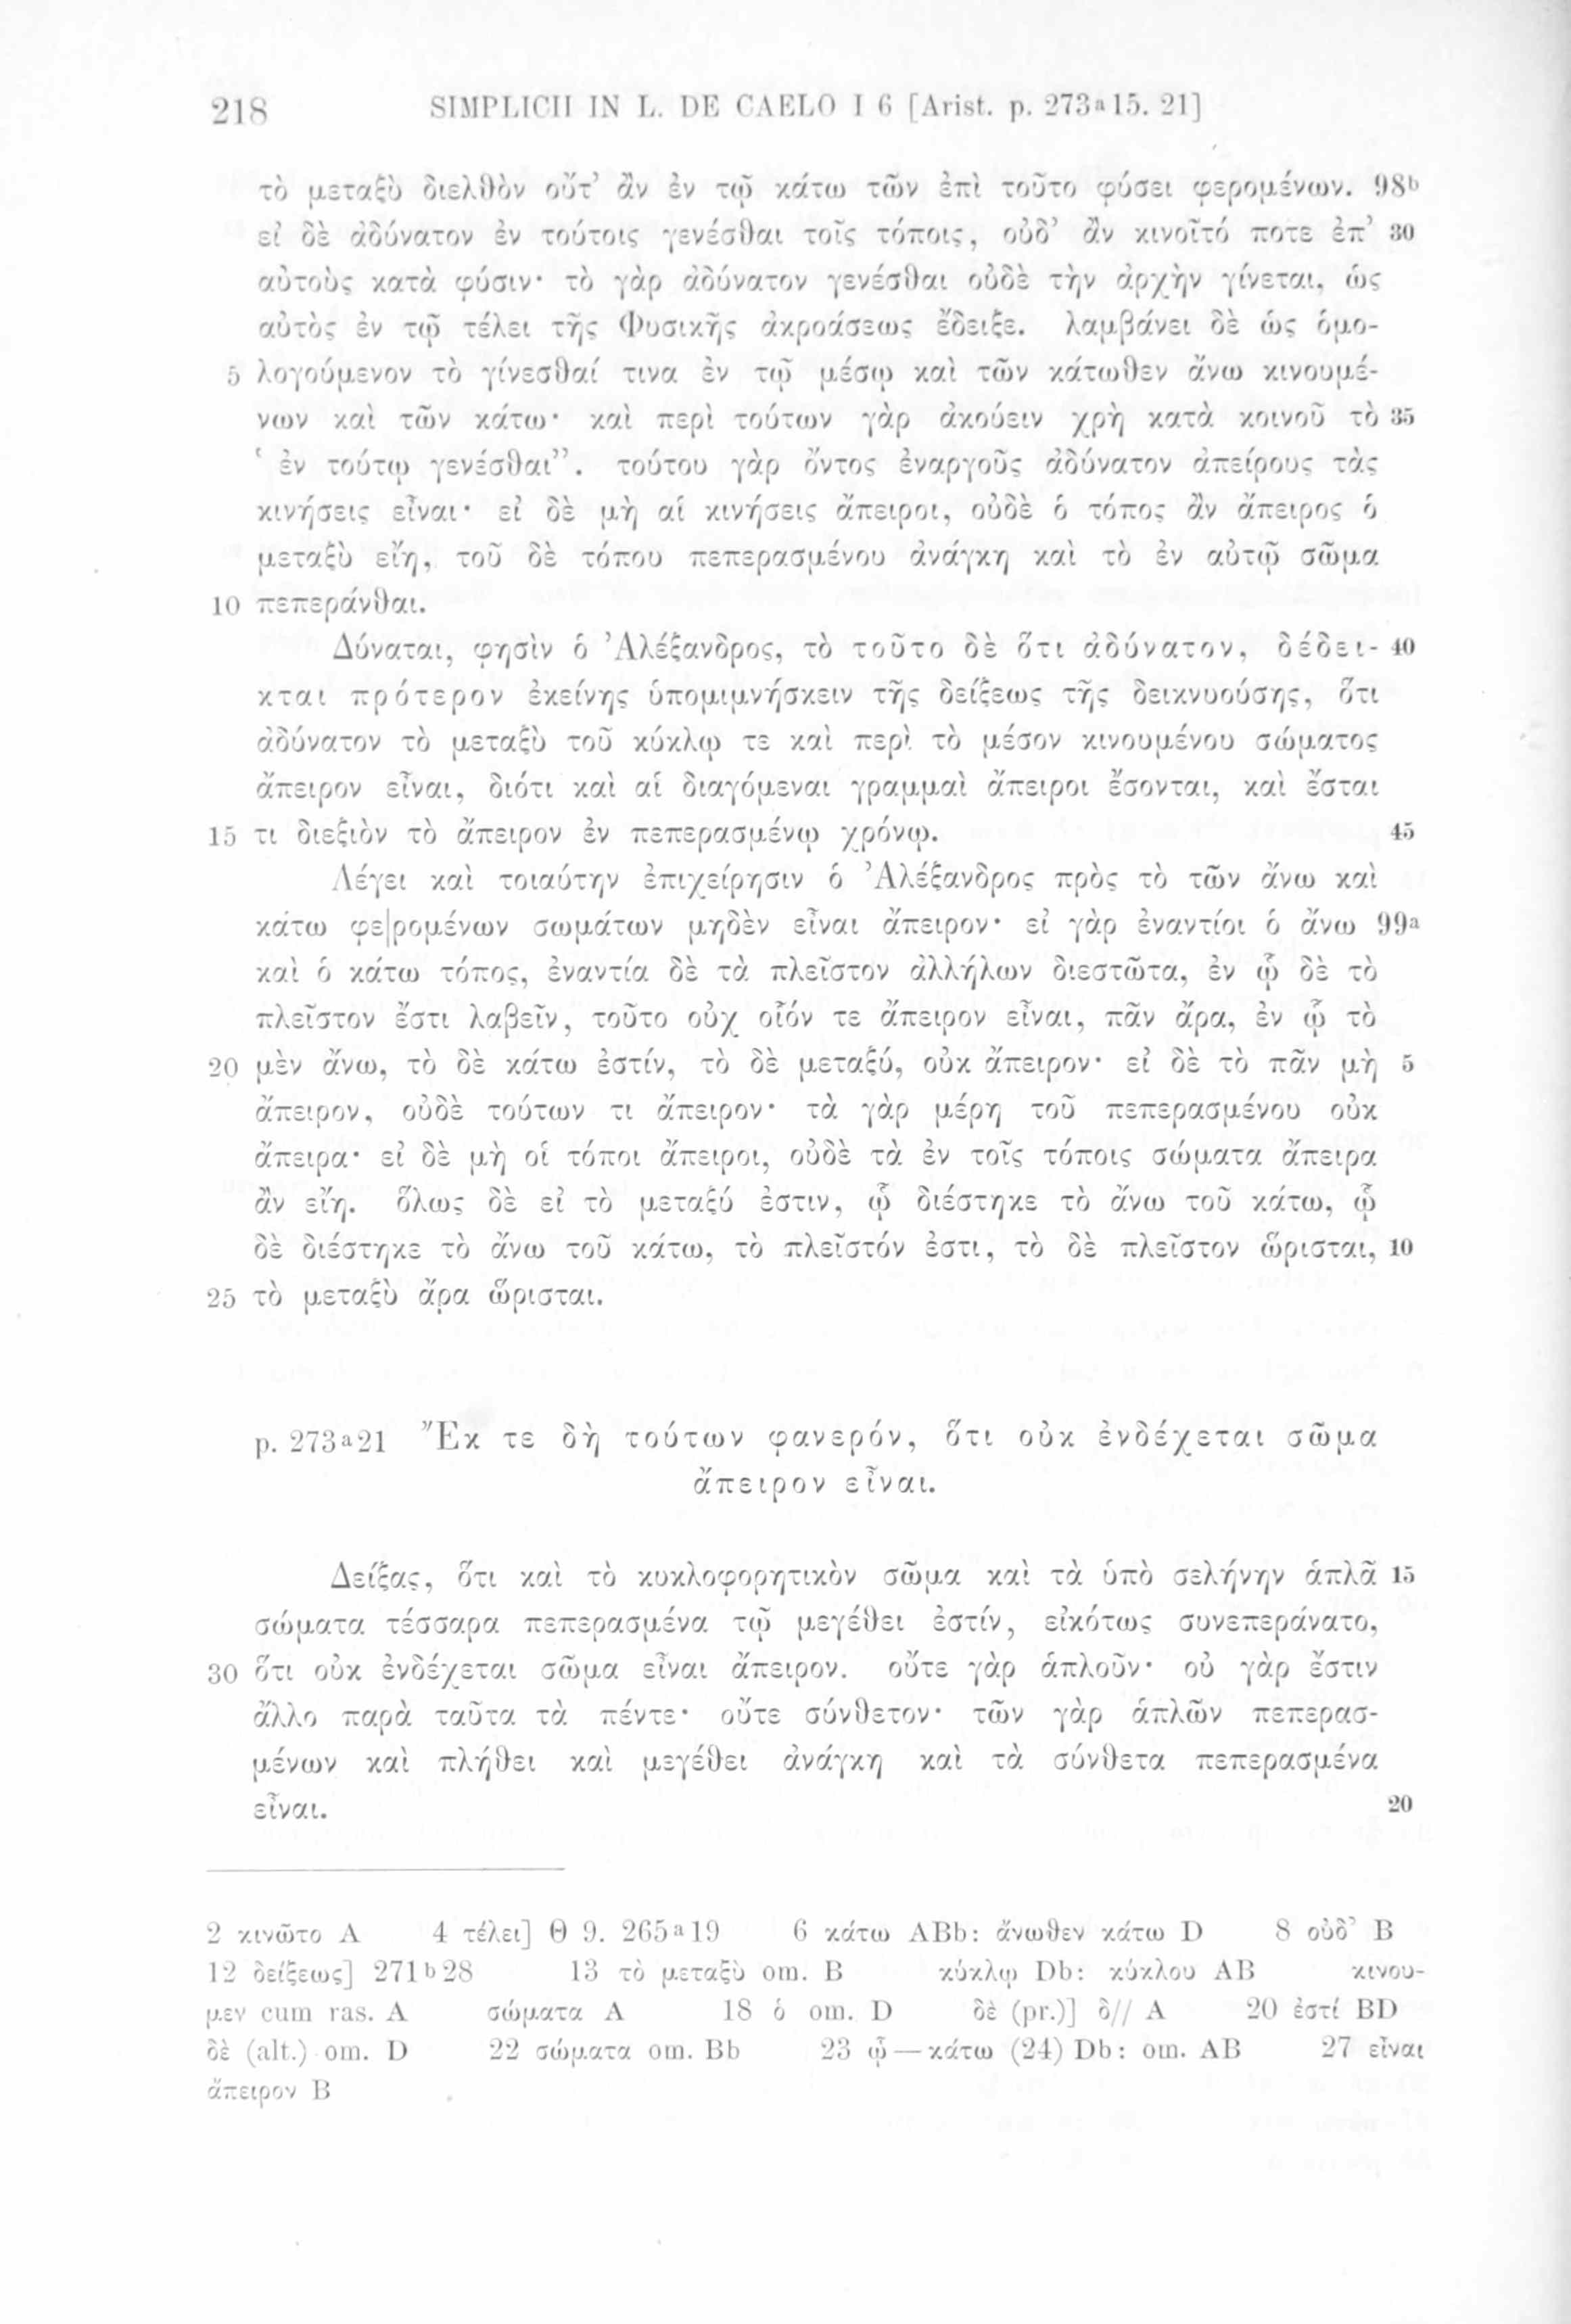 218 SIMPLICII IN L. DE CAELO I 6 [Arist. p. 273ᵃ15. 21]
τὸ μεταξὺ διελθὸν οὔτ’ ἂν ἐν τῷ κάτω τῶν ἐπὶ τοῦτο φύσει φερομένων. 98ᵇ
εἰ δὲ ἀδύνατον ἐν τούτοις γενέσθαι τοῖς τόποις, οὐδ’ ἂν κινοῖτό ποτε ἐπ’ 30
αὐτοὺς κατὰ φύσιν· τὸ γὰρ ἀδύνατον γενέσθαι οὐδὲ τὴν ἀρχὴν γίνεται, ὡς
αὐτὸς ἐν τῷ τέλει τῆς Φυσικῆς ἀκροάσεως ἔδειξε. λαμβάνει δὲ ὡς ὁμο-
5 λογούμενον τὸ γίνεσθαί τινα ἐν τῷ μέσῳ καὶ τῶν κάτωθεν ἄνω κινουμέ-
νων καὶ τῶν κάτω· καὶ περὶ τούτων γὰρ ἀκούειν χρὴ κατὰ κοινοῦ τὸ 35
‘ ἐν τούτῳ γενέσθαι”. τούτου γὰρ ὄντος ἐναργοῦς ἀδύνατον ἀπείρους τὰς
κινήσεις εἶναι· εἰ δὲ μὴ αἱ κινήσεις ἄπειροι, οὐδὲ ὁ τόπος ἂν ἄπειρος ὁ
μεταξὺ εἴη, τοῦ δὲ τόπου πεπερασμένου ἀνάγκη καὶ τὸ ἐν αὐτῷ σῶμα
10 πεπεράνθαι.
Δύναται, φησὶν ὁ ’Αλέξανδρος, τὸ τοῦτο δὲ ὅτι ἀδύνατον, δέδει- 40
κται πρότερον ἐκείνης ὑπομιμνήσκειν τῆς δείξεως τῆς δεικνυούσης, ὅτι
ἀδύνατον τὸ μεταξὺ τοῦ κύκλῳ τε καὶ περὶ τὸ μέσον κινουμένου σώματος
ἄπειρον εἶναι, διότι καὶ αἱ διαγόμεναι γραμμαὶ ἄπειροι ἔσονται, καὶ ἔσται
15 τι διεξιὸν τὸ ἄπειρον ἐν πεπερασμένῳ χρόνῳ. 45
Λέγει καὶ τοιαύτην ἐπιχείρησιν ὁ ’Αλέξανδρος πρὸς τὸ τῶν ἄνω καὶ
κάτω φε|ρομένων σωμάτων μηδὲν εἶναι ἄπειρον· εἰ γὰρ ἐναντίοι ὁ ἄνω 99ᵃ
καὶ ὁ κάτω τόπος, ἐναντία δὲ τὰ πλεῖστον ἀλλήλων διεστῶτα, ἐν ᾧ δὲ τὸ
πλεῖστον ἔστι λαβεῖν, τοῦτο οὐχ οἷόν τε ἄπειρον εἶναι, πᾶν ἄρα, ἐν ᾧ τὸ
20 μὲν ἄνω, τὸ δὲ κάτω ἐστίν, τὸ δὲ μεταξύ, οὐκ ἄπειρον· εἰ δὲ τὸ πᾶν μὴ 5
ἄπειρον, οὐδὲ τούτων τι ἄπειρον· τὰ γὰρ μέρη τοῦ πεπερασμένου οὐκ
ἄπειρα· εἰ δὲ μὴ οἱ τόποι ἄπειροι, οὐδὲ τὰ ἐν τοῖς τόποις σώματα ἄπειρα
ἂν εἴη. ὅλως δὲ εἰ τὸ μεταξύ ἐστιν, ᾧ διέστηκε τὸ ἄνω τοῦ κάτω, ᾧ
δὲ διέστηκε τὸ ἄνω τοῦ κάτω, τὸ πλεῖστόν ἐστι, τὸ δὲ πλεῖστον ὥρισται, 10
25 τὸ μεταξὺ ἄρα ὥρισται.
p. 273ᵃ21 Ἔκ τε δὴ τούτων φανερόν, ὅτι οὐκ ἐνδέχεται σῶμα
ἄπειρον εἶναι.
Δείξας, ὅτι καὶ τὸ κυκλοφορητικὸν σῶμα καὶ τὰ ὑπὸ σελήνην ἁπλᾶ 15
σώματα τέσσαρα πεπερασμένα τῷ μεγέθει ἐστίν, εἰκότως συνεπεράνατο,
30 ὅτι οὐκ ἐνδέχεται σῶμα εἶναι ἄπειρον. οὔτε γὰρ ἁπλοῦν· οὐ γὰρ ἔστιν
ἄλλο παρὰ ταῦτα τὰ πέντε· οὔτε σύνθετον· τῶν γὰρ ἁπλῶν πεπερασ-
μένων καὶ πλήθει καὶ μεγέθει ἀνάγκη καὶ τὰ σύνθετα πεπερασμένα
εἶναι. 20
2 κινῶτο A 4 τέλει] Θ 9. 265ᵃ19 6 κάτω ABb: ἄνωθεν κάτω D 8 οὐδ’ B
12 δείξεως] 271ᵇ28 13 τὸ μεταξὺ om. B κύκλῳ Db: κύκλου AB κινου-
μεν cum ras. A σώματα A 18 ὁ om. D δὲ (pr.)] δ// A 20 ἐστί BD
δὲ (alt.) om. D 22 σώματα om. Bb 23 ᾧ — κάτω (24) Db: om. AB 27 εἶναι
ἄπειρον B